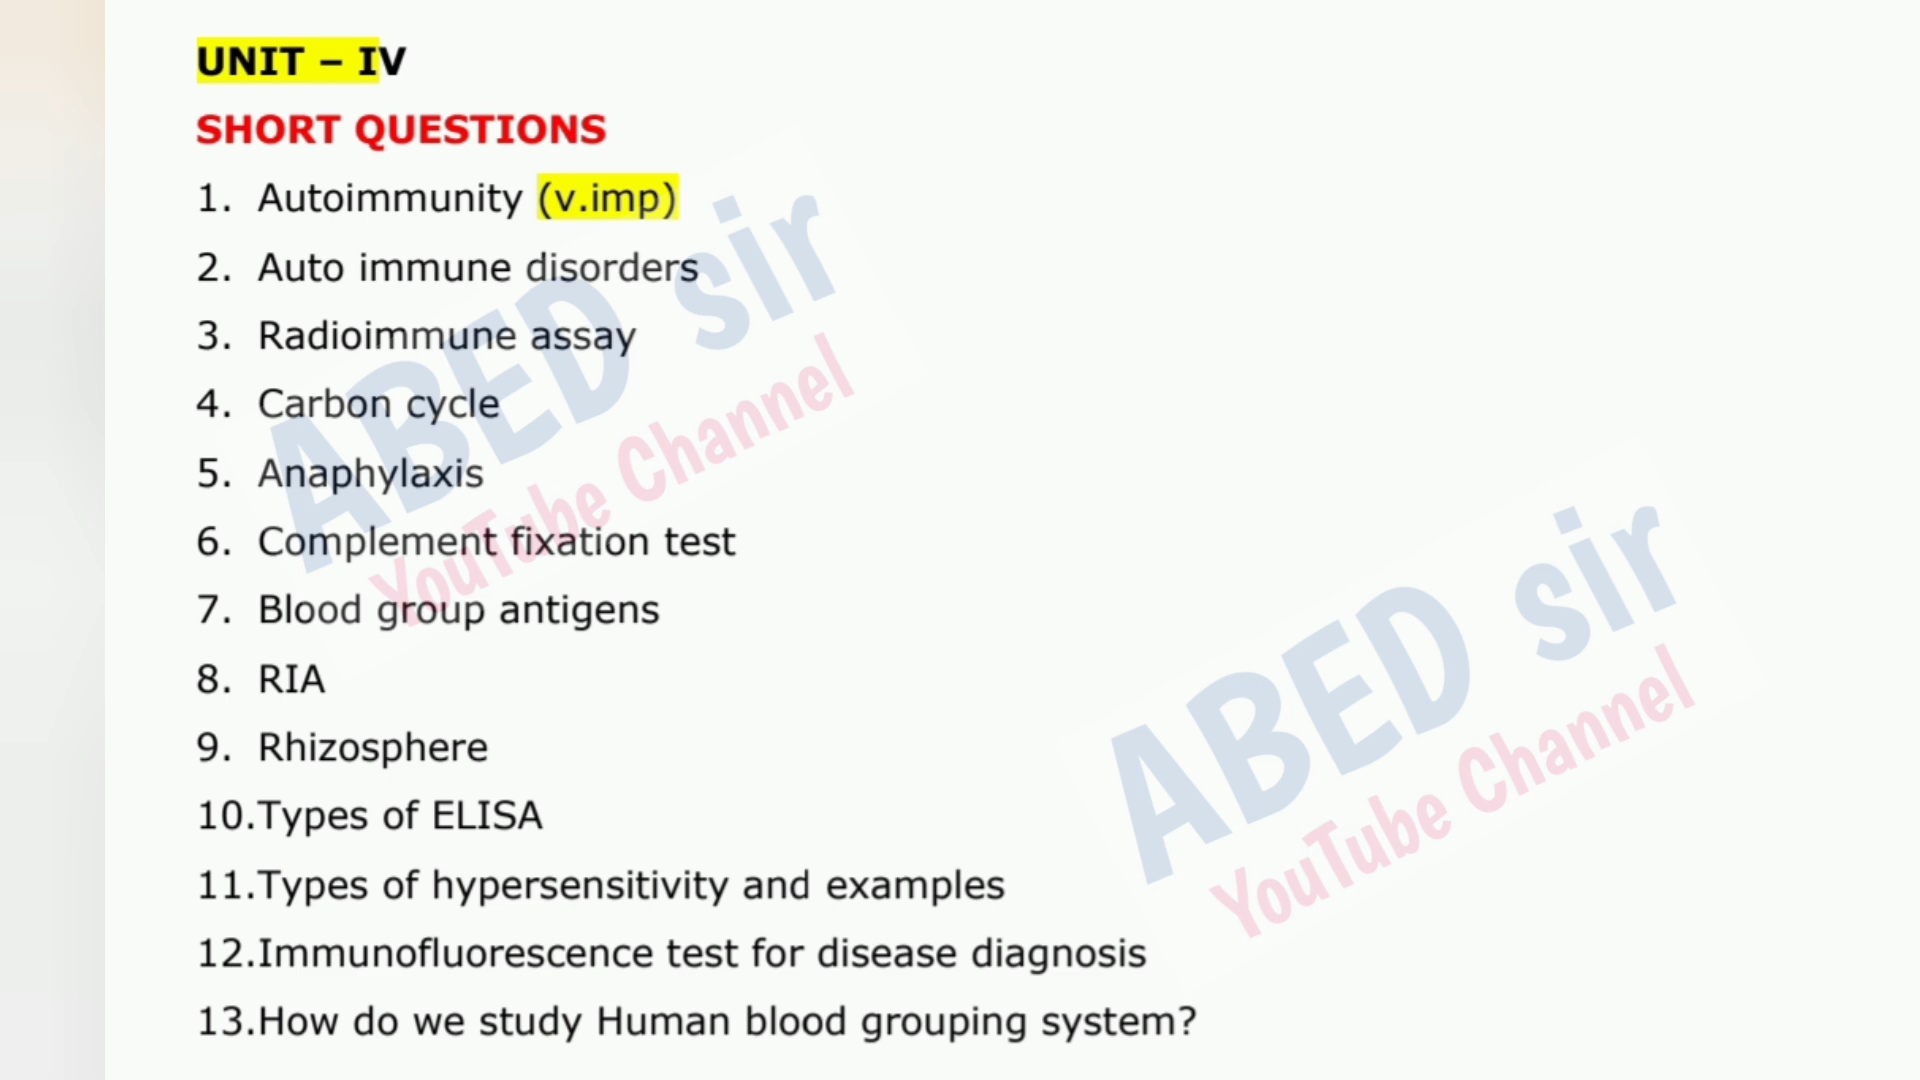 UNIT – IV
SHORT QUESTIONS
1. Autoimmunity (v.imp)
2. Auto immune disorders
3. Radioimmune assay
4. Carbon cycle
5. Anaphylaxis
6. Complement fixation test
7. Blood group antigens
8. RIA
9. Rhizosphere
10.Types of ELISA
11.Types of hypersensitivity and examples
12.Immunofluorescence test for disease diagnosis
13.How do we study Human blood grouping system?
ABED sir
YouTube Channel
ABED sir
YouTube Channel